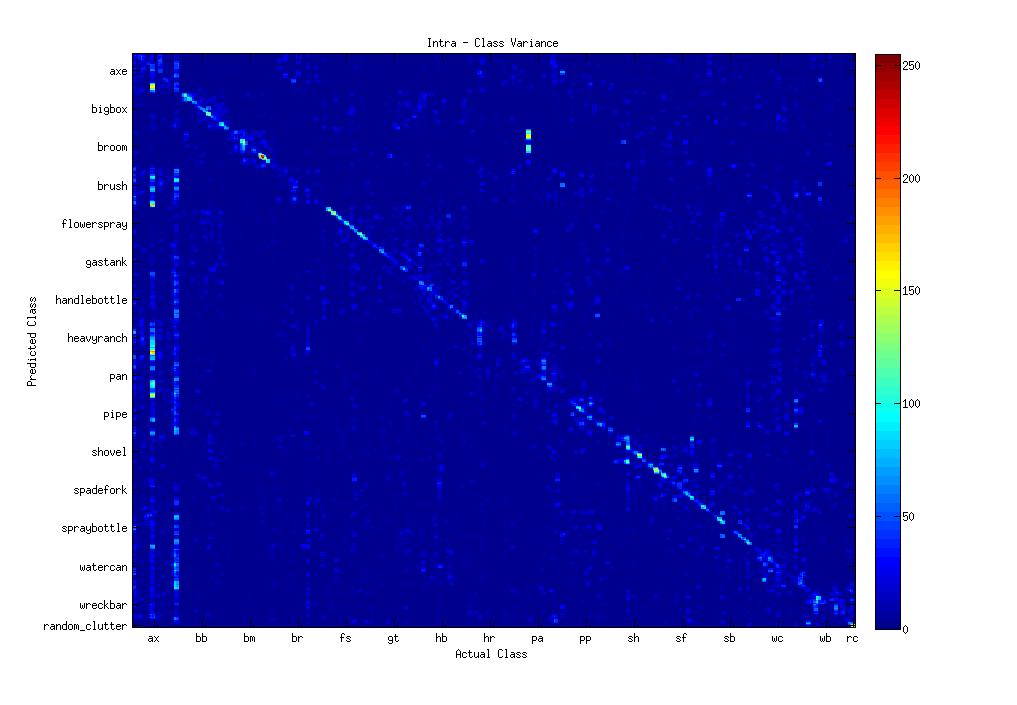 Intra - Class Variance
axe
bigbox
broom
brush
flowerspray
gastank
handlebottle
heavyranch
pan
pipe
shovel
spadefork
spraybottle
watercan
wreckbar
random_clutter
Predicted Class
ax bb bm br fs gt hb hr pa pp sh sf sb wc wb rc
Actual Class
250
200
150
100
50
0